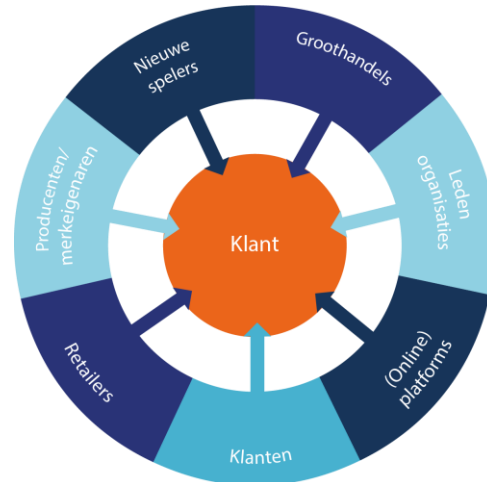 Nieuwe
spelers
Groothandels
Leden
organisaties
(Online)
platforms
Klanten
Retailers
Producenten/
merkeigenaren
Klant